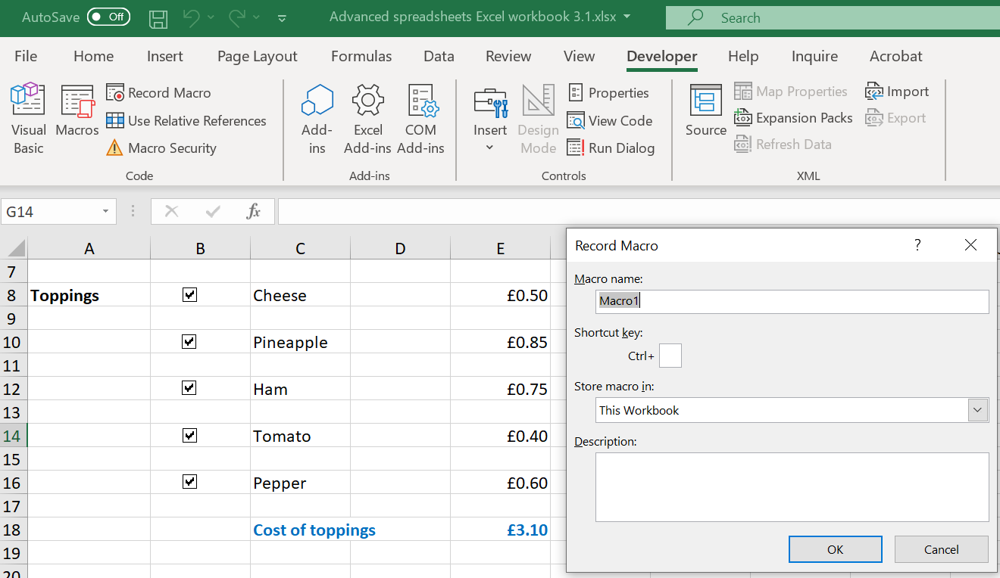 AutoSave Off Advanced spreadsheets Excel workbook 3.1.xlsx Search
File Home Insert Page Layout Formulas Data Review View Developer Help Inquire Acrobat
Visual Basic
Macros
Record Macro
Use Relative References
Macro Security
Code
Add-ins
Excel Add-ins
COM Add-ins
Add-ins
Insert
Design Mode
Properties
View Code
Run Dialog
Controls
Source
Map Properties
Expansion Packs
Refresh Data
Import
Export
XML
G14 fx
A B C D E
7
8 Toppings Cheese £0.50
9
10 Pineapple £0.85
11
12 Ham £0.75
13
14 Tomato £0.40
15
16 Pepper £0.60
17
18 Cost of toppings £3.10
19
20
Record Macro ?
Macro name:
Macro1
Shortcut key:
Ctrl+
Store macro in:
This Workbook
Description:
OK Cancel